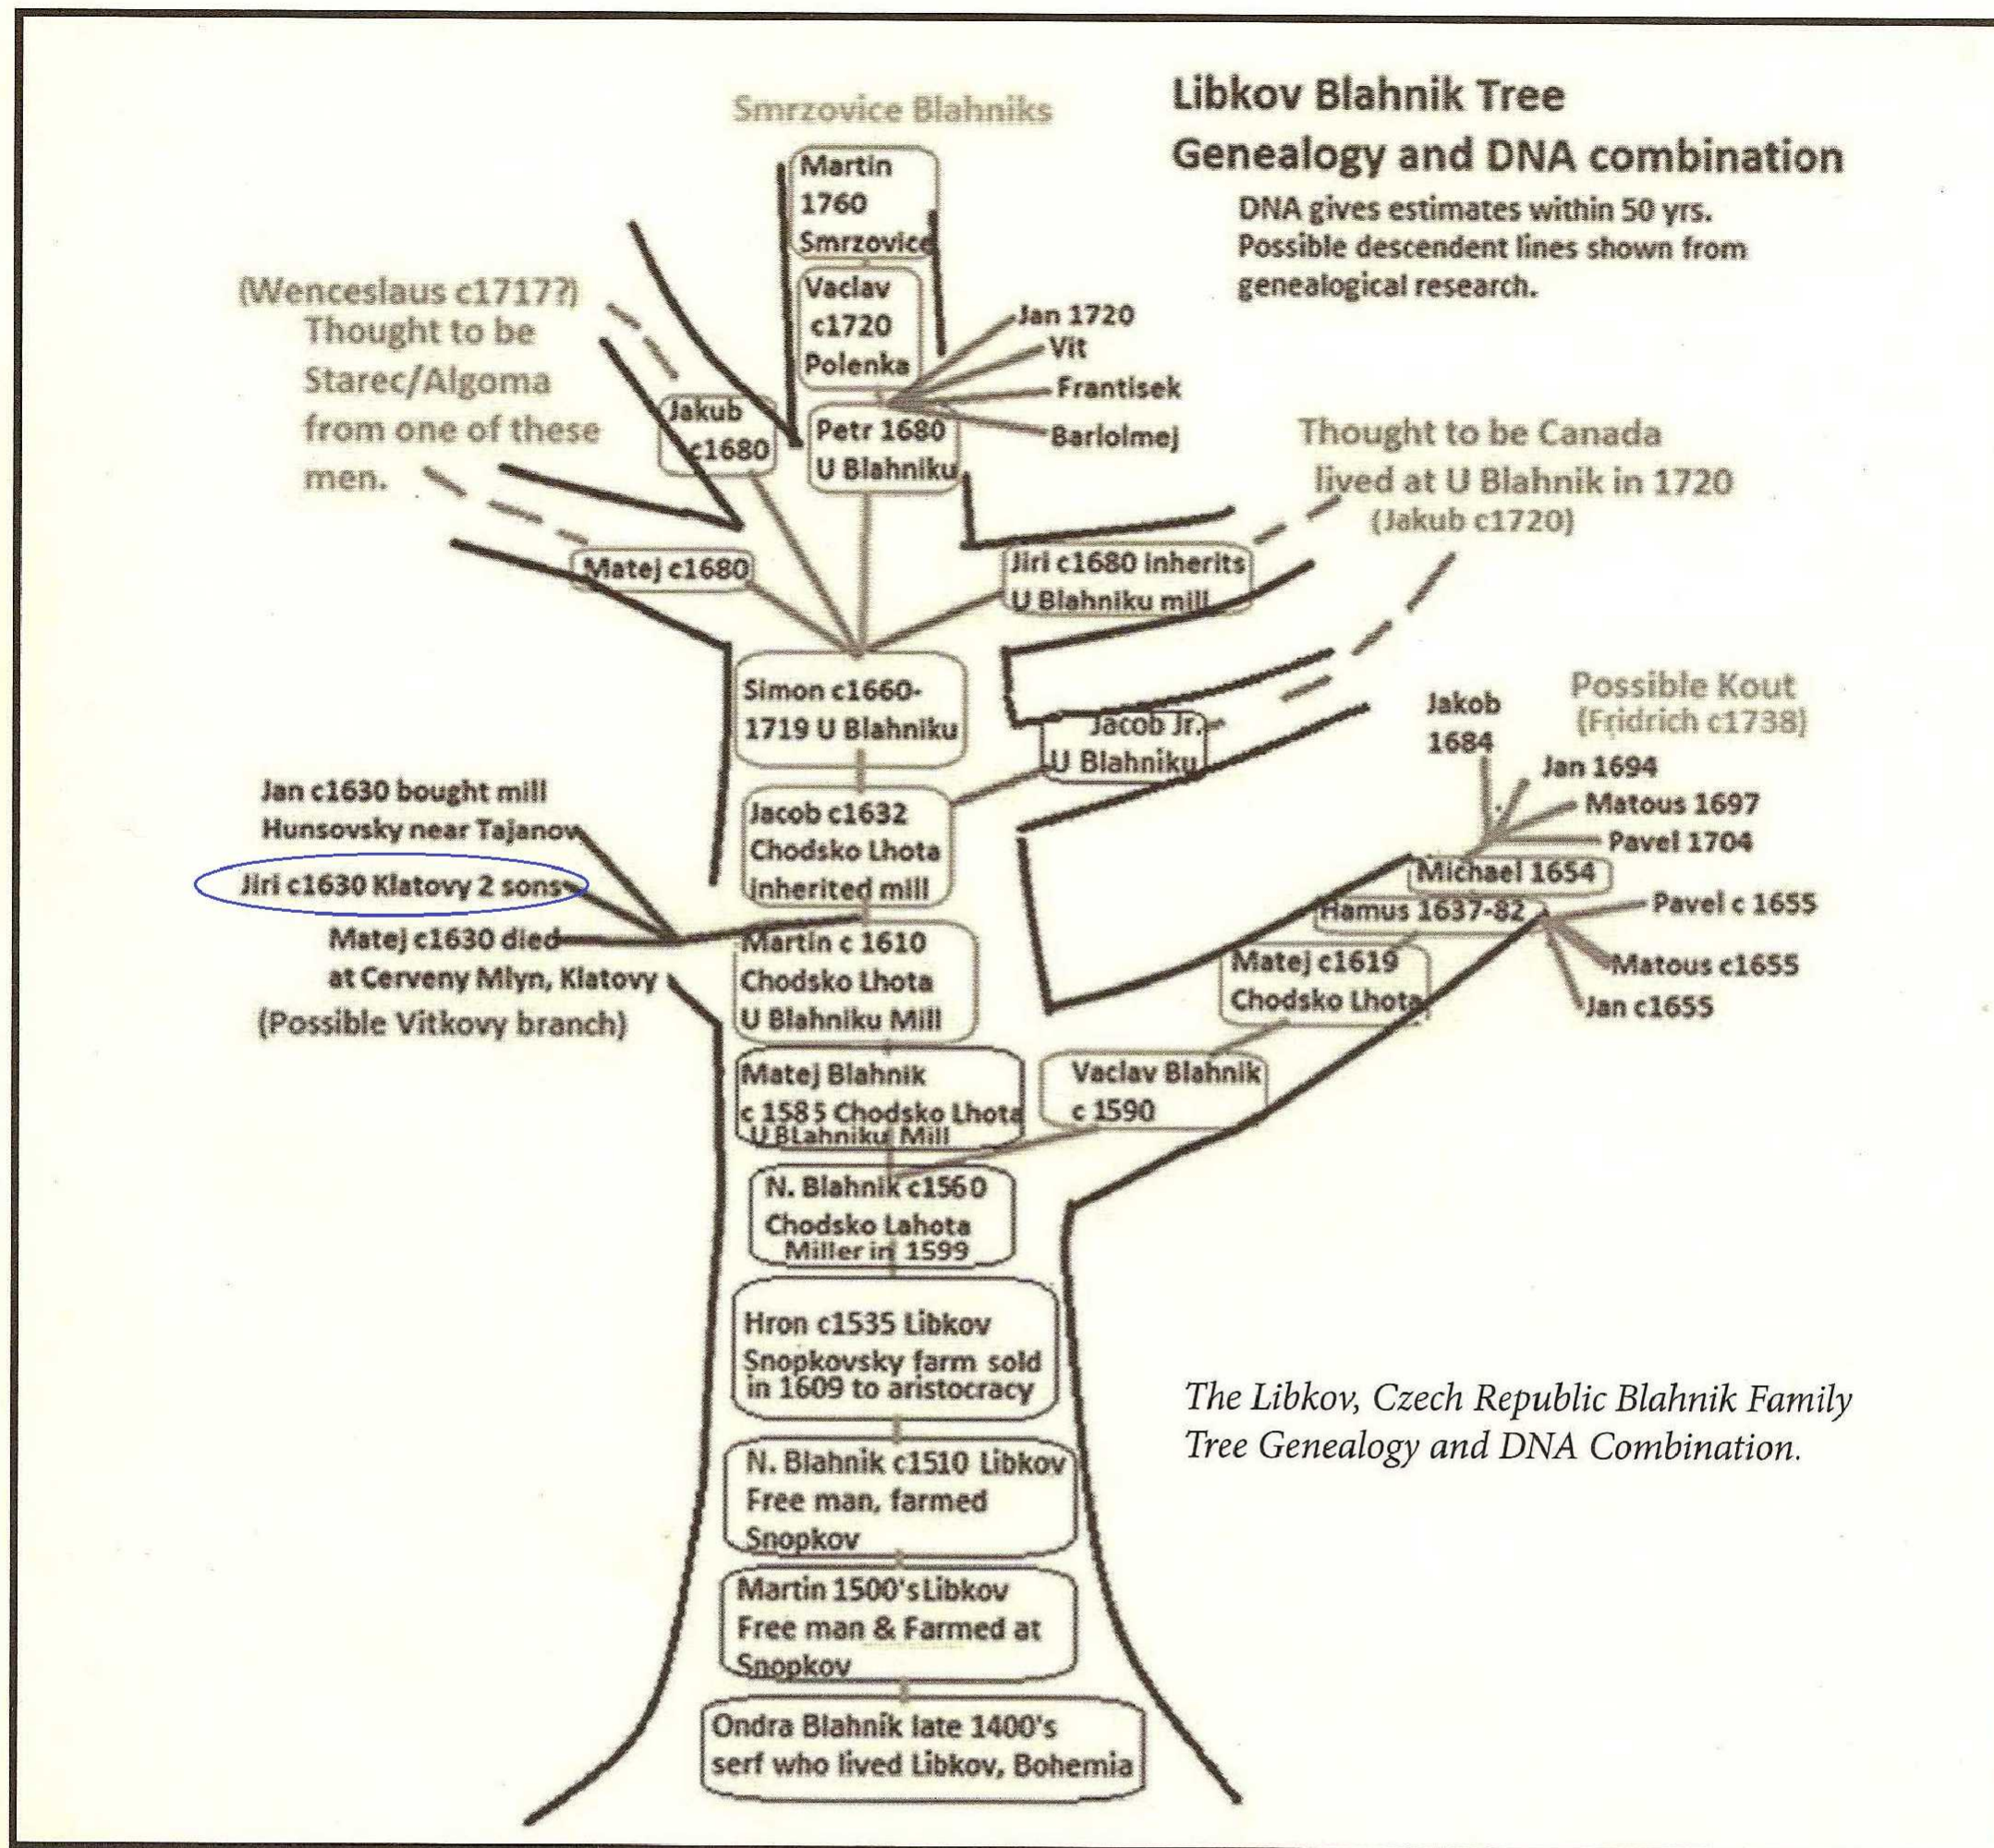 Libkov Blahnik Tree
Genealogy and DNA combination
DNA gives estimates within 50 yrs.
Possible descendent lines shown from
genealogical research.
Smrzovice Blahniks
Martin
1760
Smrzovice
Vaclav
c1720
Polenka
Jan 1720
Vit
Frantisek
Barlolmej
(Wenceslaus c1717?)
Thought to be
Starec/Algoma
from one of these
men.
Jakub
c1680
Petr 1680
U Blahniku
Thought to be Canada
lived at U Blahnik in 1720
(Jakub c1720)
Matej c1680
Jiri c1680 inherits
U Blahniku mill
Simon c1660-
1719 U Blahniku
Jacob Jr.
U Blahniku
Jakob
1684
Possible Kout
(Fridrich c1738)
Jan 1694
Matous 1697
Pavel 1704
Michael 1654
Hamus 1637-82
Pavel c 1655
Matous c1655
Jan c1655
Jan c1630 bought mill
Hunsovsky near Tajanov
Jiri c1630 Klatovy 2 sons
Matej c1630 died
at Cerveny Mlyn, Klatovy
(Possible Vitkovy branch)
Jacob c1632
Chodsko Lhota
inherited mill
Martin c 1610
Chodsko Lhota
U Blahniku Mill
Matej c1619
Chodsko Lhota
Matej Blahnik
c 1585 Chodsko Lhota
U BLahniku Mill
Vaclav Blahnik
c 1590
N. Blahnik c1560
Chodsko Lahota
Miller in 1599
Hron c1535 Libkov
Snopkovsky farm sold
in 1609 to aristocracy
N. Blahnik c1510 Libkov
Free man, farmed
Snopkov
Martin 1500's Libkov
Free man & Farmed at
Snopkov
Ondra Blahnik late 1400's
serf who lived Libkov, Bohemia
The Libkov, Czech Republic Blahnik Family
Tree Genealogy and DNA Combination.